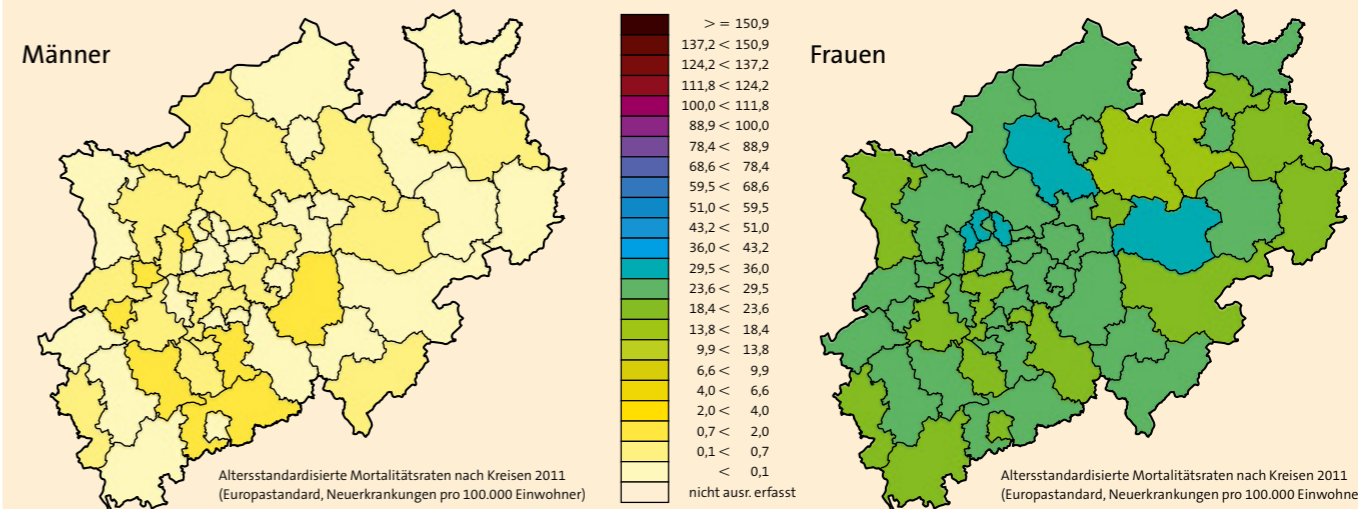 Männer
Frauen
> = 150,9
137,2 < 150,9
124,2 < 137,2
111,8 < 124,2
100,0 < 111,8
88,9 < 100,0
78,4 < 88,9
68,6 < 78,4
59,5 < 68,6
51,0 < 59,5
43,2 < 51,0
36,0 < 43,2
29,5 < 36,0
23,6 < 29,5
18,4 < 23,6
13,8 < 18,4
9,9 < 13,8
6,6 < 9,9
4,0 < 6,6
2,0 < 4,0
0,7 < 2,0
0,1 < 0,7
< 0,1
nicht ausr. erfasst
Altersstandardisierte Mortalitätsraten nach Kreisen 2011
(Europastandard, Neuerkrankungen pro 100.000 Einwohner)
Altersstandardisierte Mortalitätsraten nach Kreisen 2011
(Europastandard, Neuerkrankungen pro 100.000 Einwohne